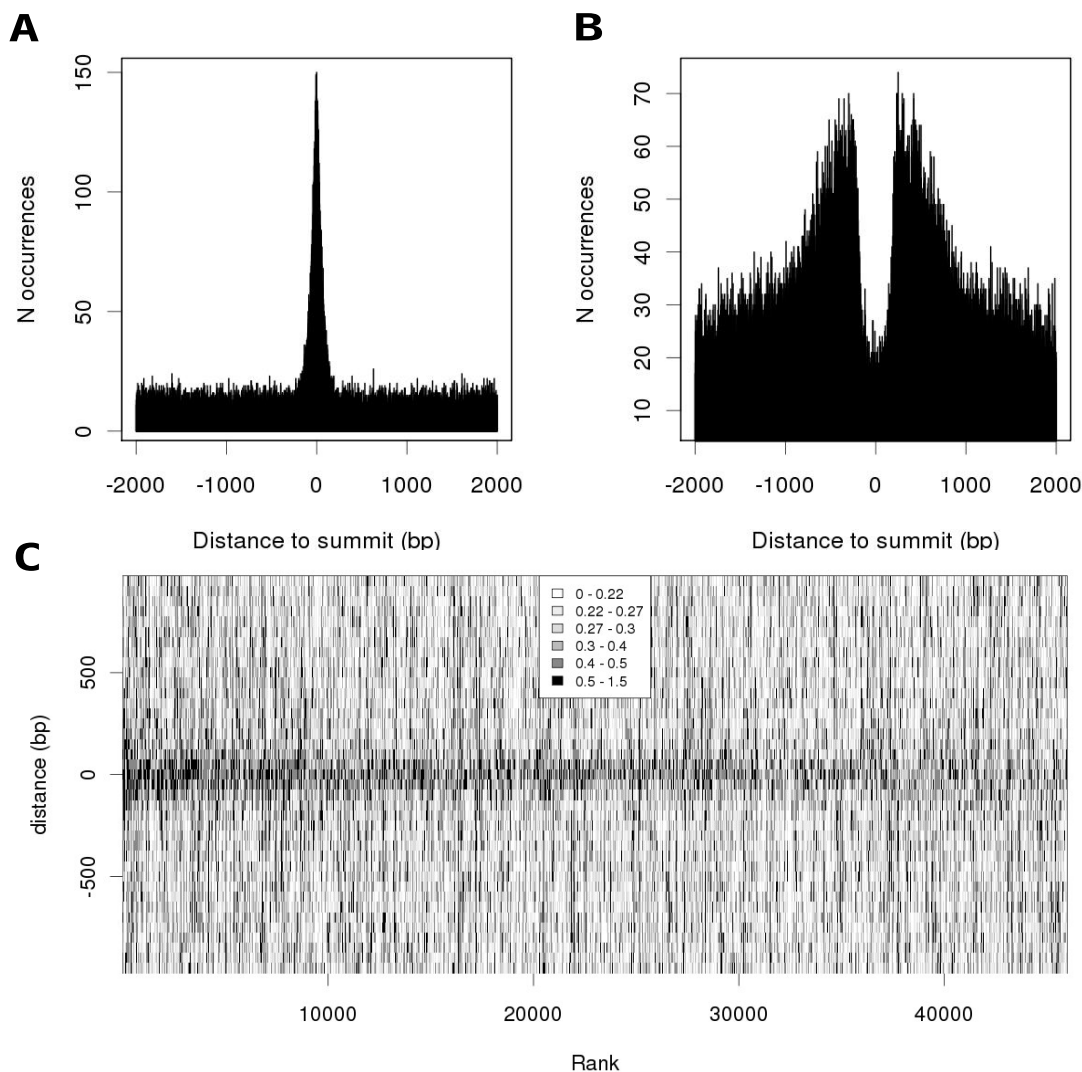 A
N occurrences
150
100
50
0
-2000 -1000 0 1000 2000
Distance to summit (bp)
B
N occurrences
70
60
50
40
30
20
10
-2000 -1000 0 1000 2000
Distance to summit (bp)
C
distance (bp)
500
0
-500
0 - 0.22
0.22 - 0.27
0.27 - 0.3
0.3 - 0.4
0.4 - 0.5
0.5 - 1.5
10000 20000 30000 40000
Rank